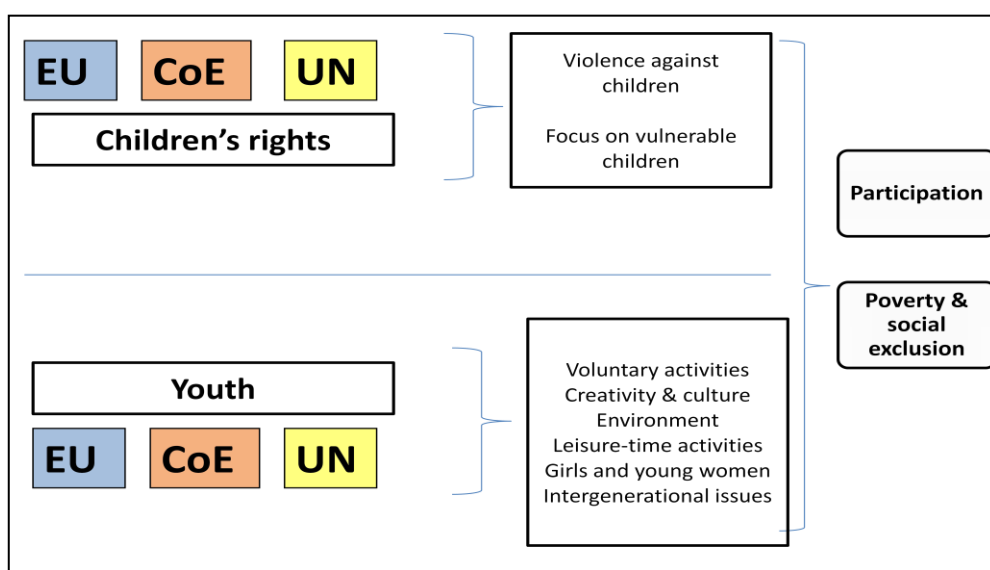 EU CoE UN
Children's rights
Violence against
children
Focus on vulnerable
children
Participation
Poverty &
social
exclusion
Youth
EU CoE UN
Voluntary activities
Creativity & culture
Environment
Leisure-time activities
Girls and young women
Intergenerational issues